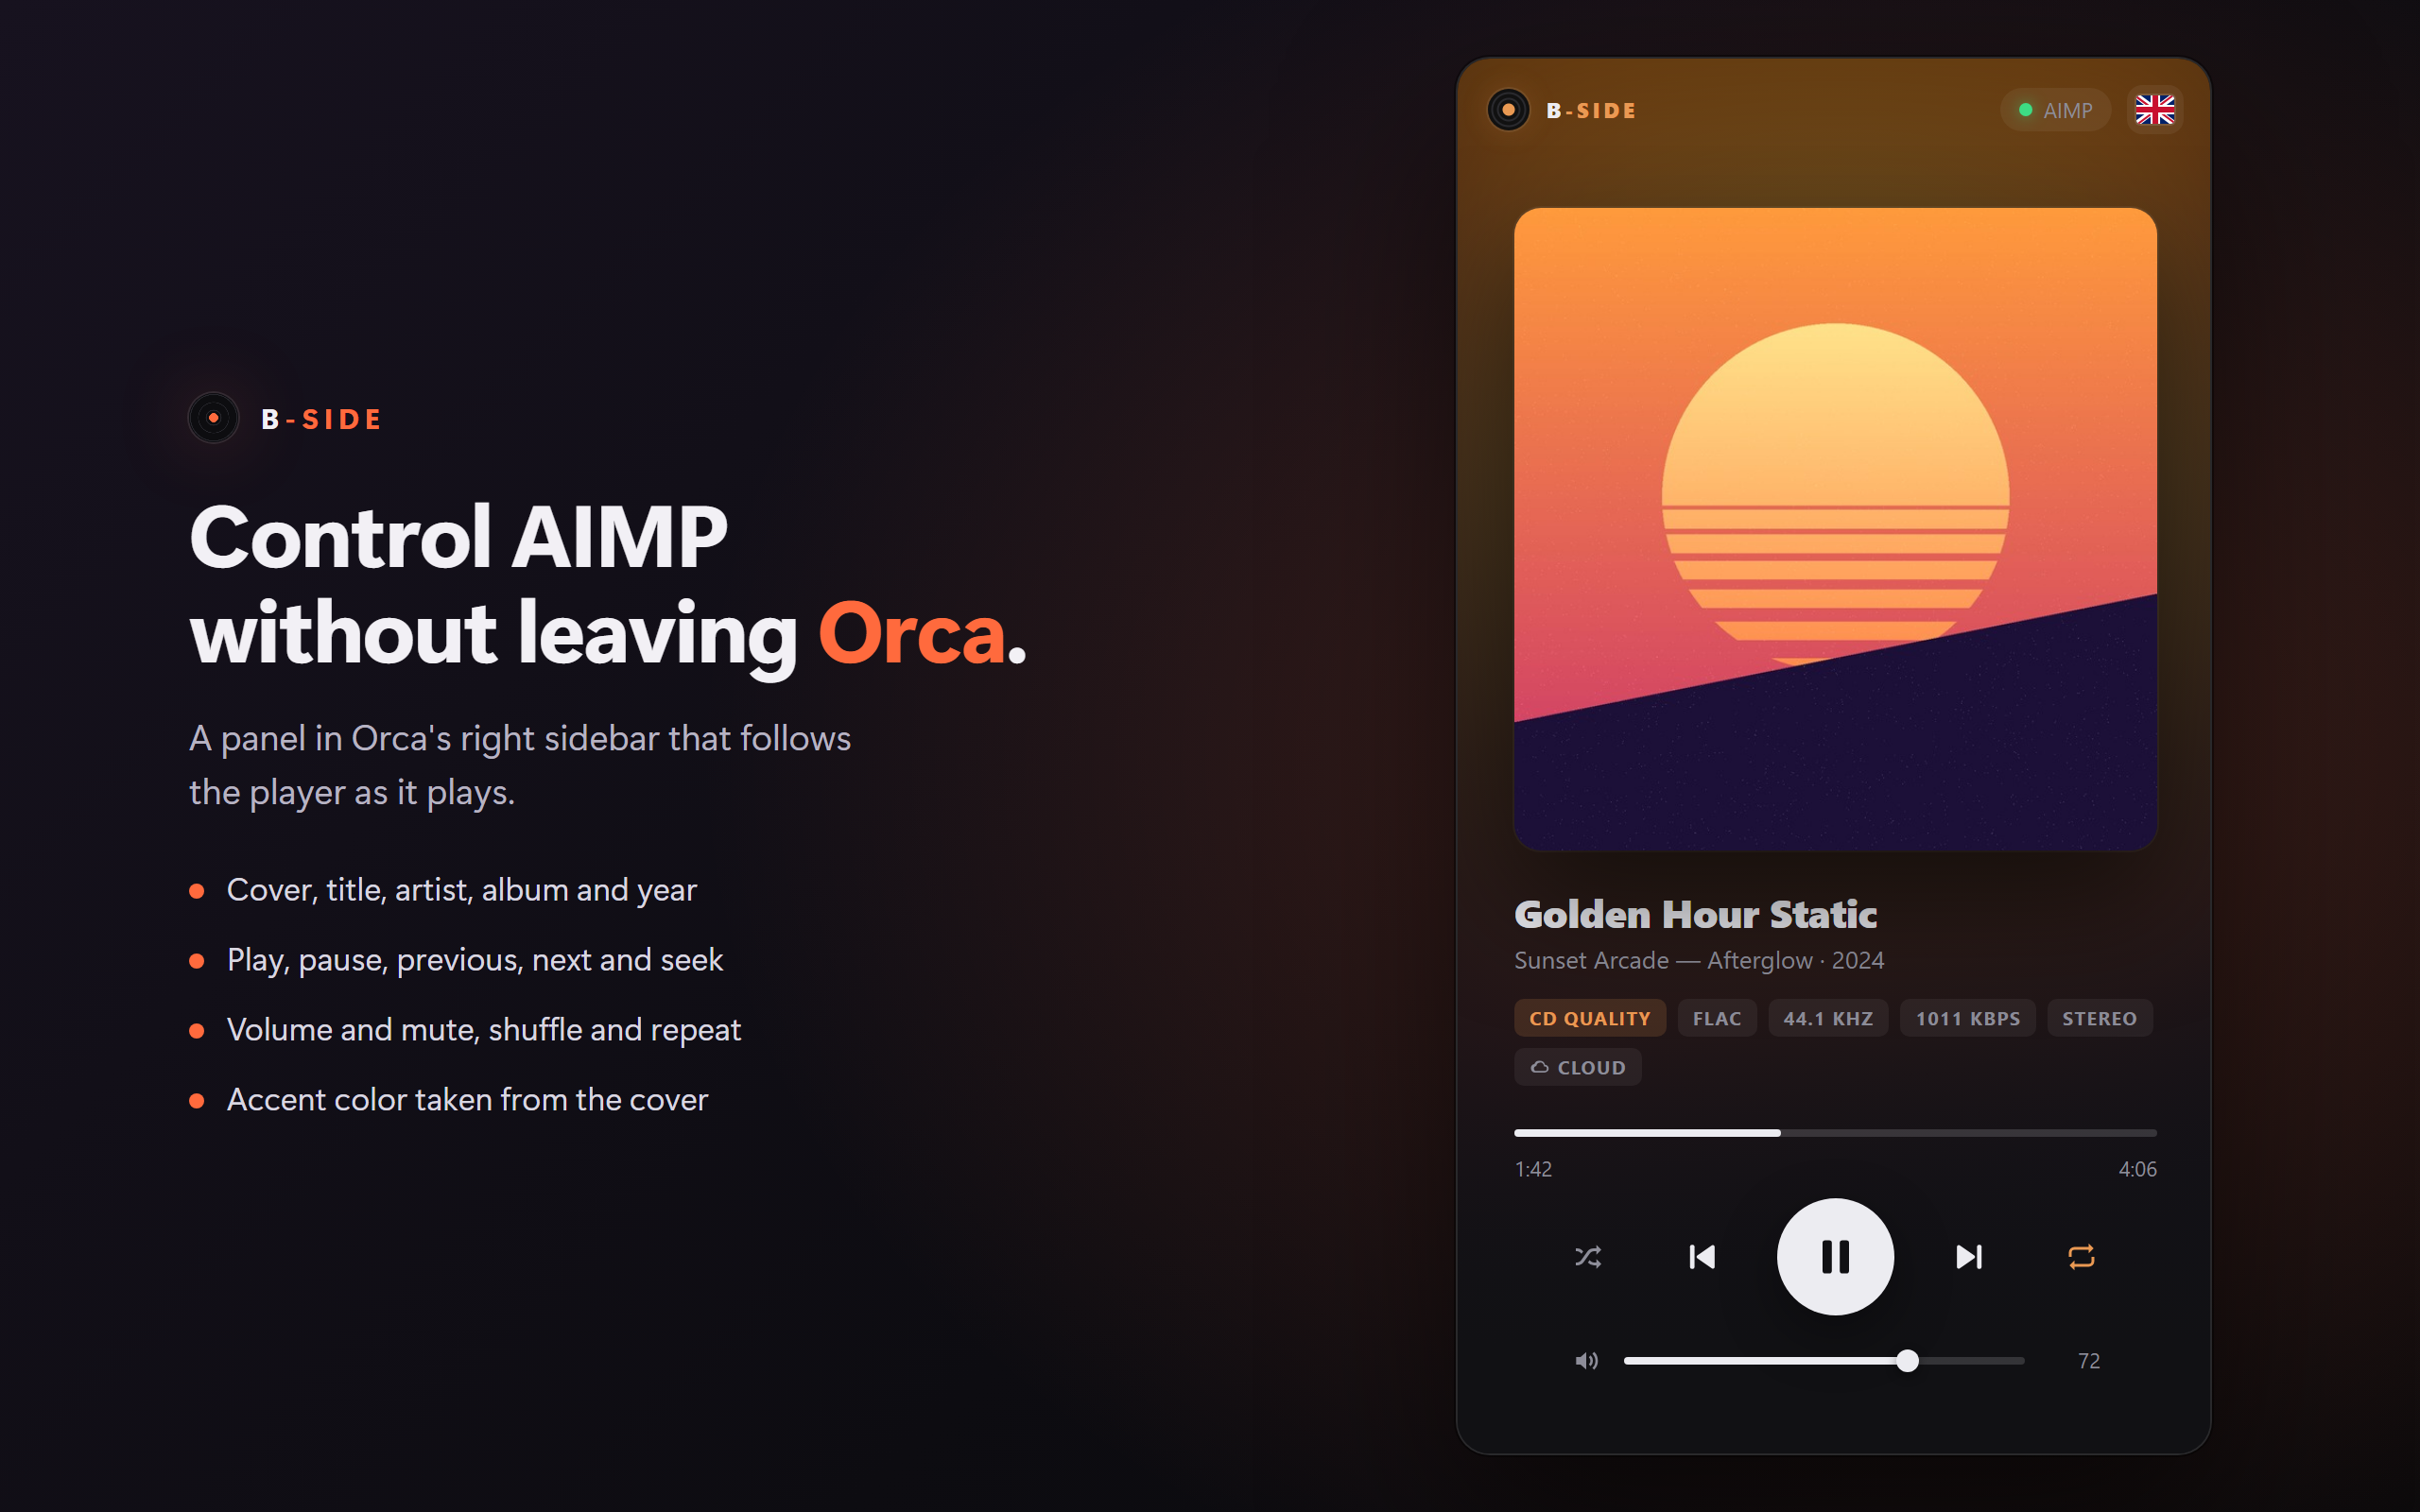 B-SIDE
Control AIMP
without leaving Orca.
A panel in Orca's right sidebar that follows
the player as it plays.
Cover, title, artist, album and year
Play, pause, previous, next and seek
Volume and mute, shuffle and repeat
Accent color taken from the cover
B-SIDE
AIMP
Golden Hour Static
Sunset Arcade — Afterglow · 2024
CD QUALITY FLAC 44.1 KHZ 1011 KBPS STEREO
CLOUD
1:42 4:06
72